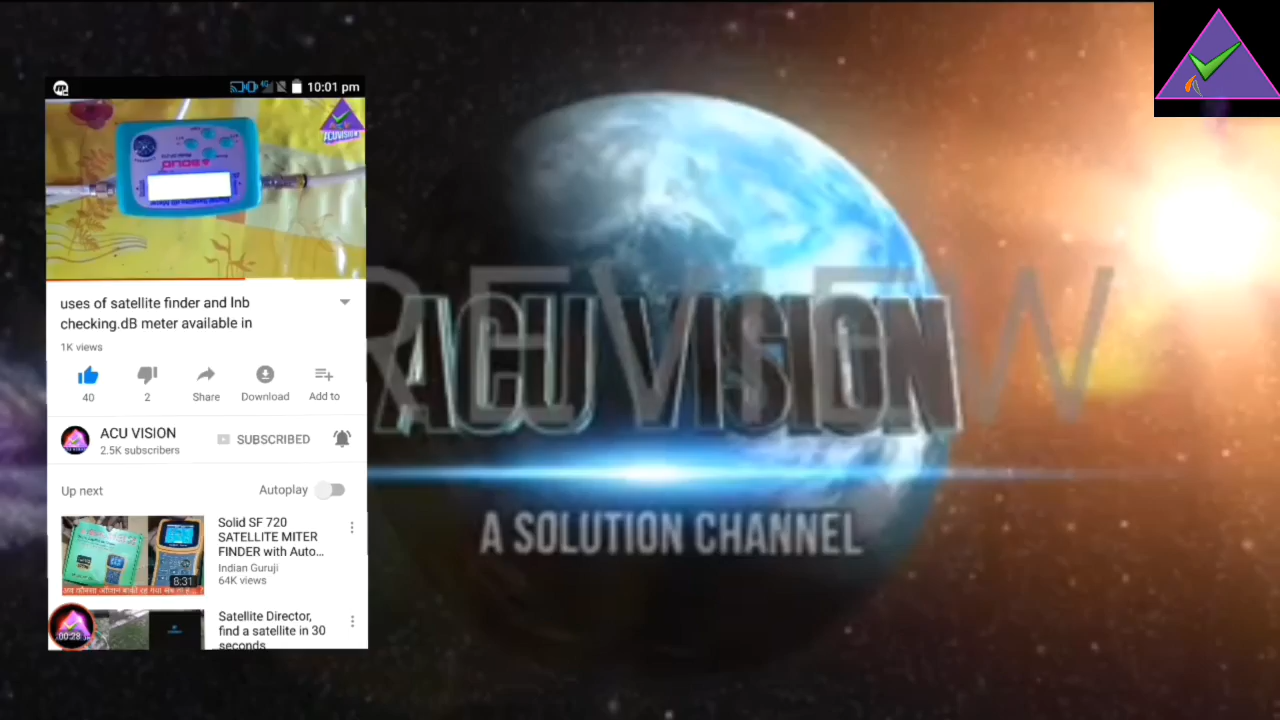 10:01 pm
ACUVISION
uses of satellite finder and lnb
checking.dB meter available in
1K views
40
2
Share
Download
Add to
ACU VISION
SUBSCRIBED
2.5K subscribers
Up next
Autoplay
Solid SF 720
SATELLITE MITER
FINDER with Auto...
Indian Guruji
64K views
8:31
Satellite Director,
find a satellite in 30
seconds
00:28
REVIEW
ACU VISION
A SOLUTION CHANNEL